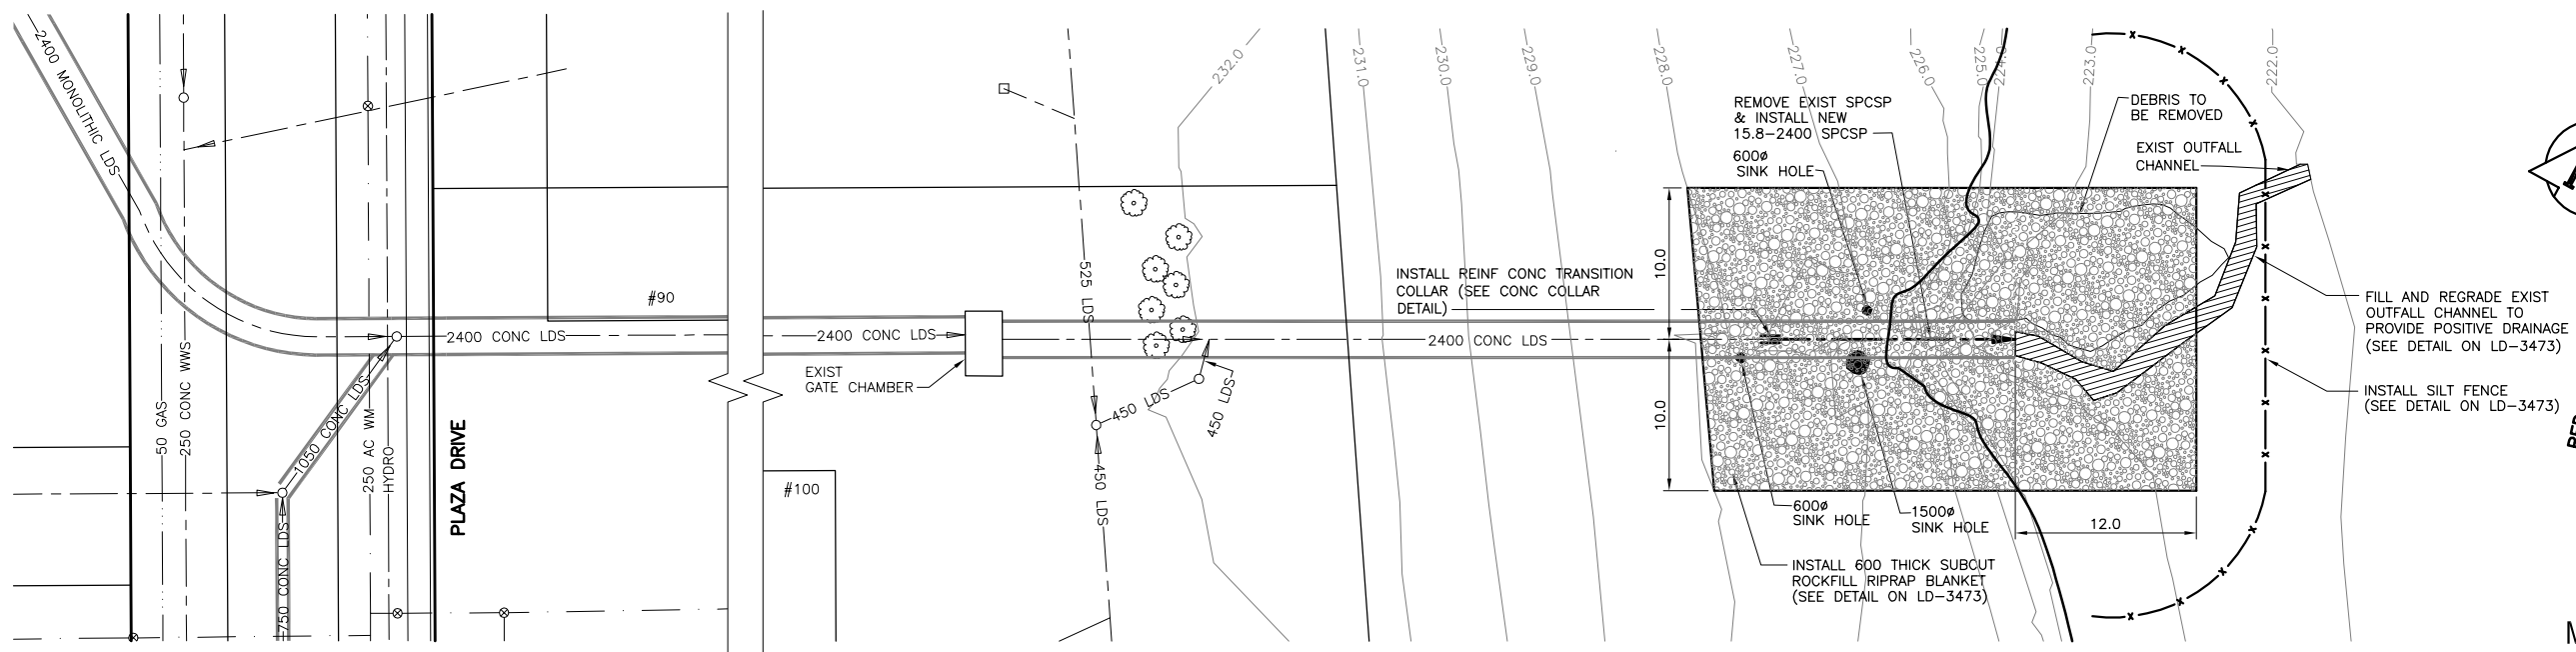 2400 MONOLITHIC LDS
50 GAS
250 CONC WWS
750 CONC LDS
1050 CONC LDS
250 AC WM
HYDRO
PLAZA DRIVE
2400 CONC LDS
#90
2400 CONC LDS
#100
EXIST
GATE CHAMBER
525 LDS
450 LDS
450 LDS
450 LDS
232.0
231.0
230.0
229.0
228.0
227.0
226.0
225.0
224.0
223.0
222.0
2400 CONC LDS
INSTALL REINF CONC TRANSITION
COLLAR (SEE CONC COLLAR
DETAIL)
REMOVE EXIST SPCSP
& INSTALL NEW
15.8-2400 SPCSP
600ø
SINK HOLE
DEBRIS TO
BE REMOVED
EXIST OUTFALL
CHANNEL
10.0
10.0
600ø
SINK HOLE
1500ø
SINK HOLE
12.0
INSTALL 600 THICK SUBCUT
ROCKFILL RIPRAP BLANKET
(SEE DETAIL ON LD-3473)
FILL AND REGRADE EXIST
OUTFALL CHANNEL TO
PROVIDE POSITIVE DRAINAGE
(SEE DETAIL ON LD-3473)
INSTALL SILT FENCE
(SEE DETAIL ON LD-3473)